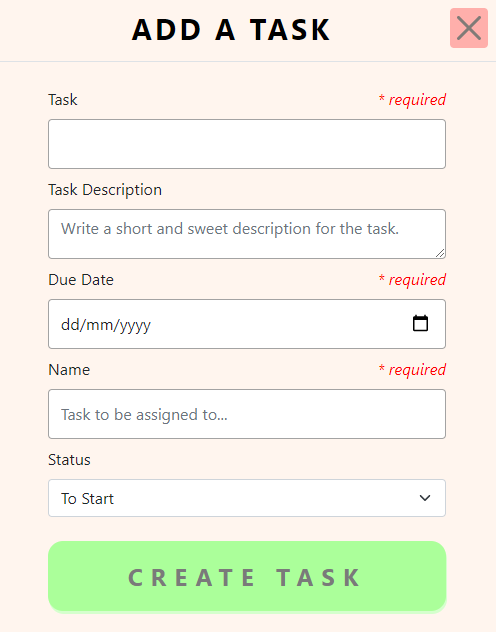 ADD A TASK
Task * required
Task Description
Write a short and sweet description for the task.
Due Date * required
dd/mm/yyyy
Name * required
Task to be assigned to...
Status
To Start
CREATE TASK